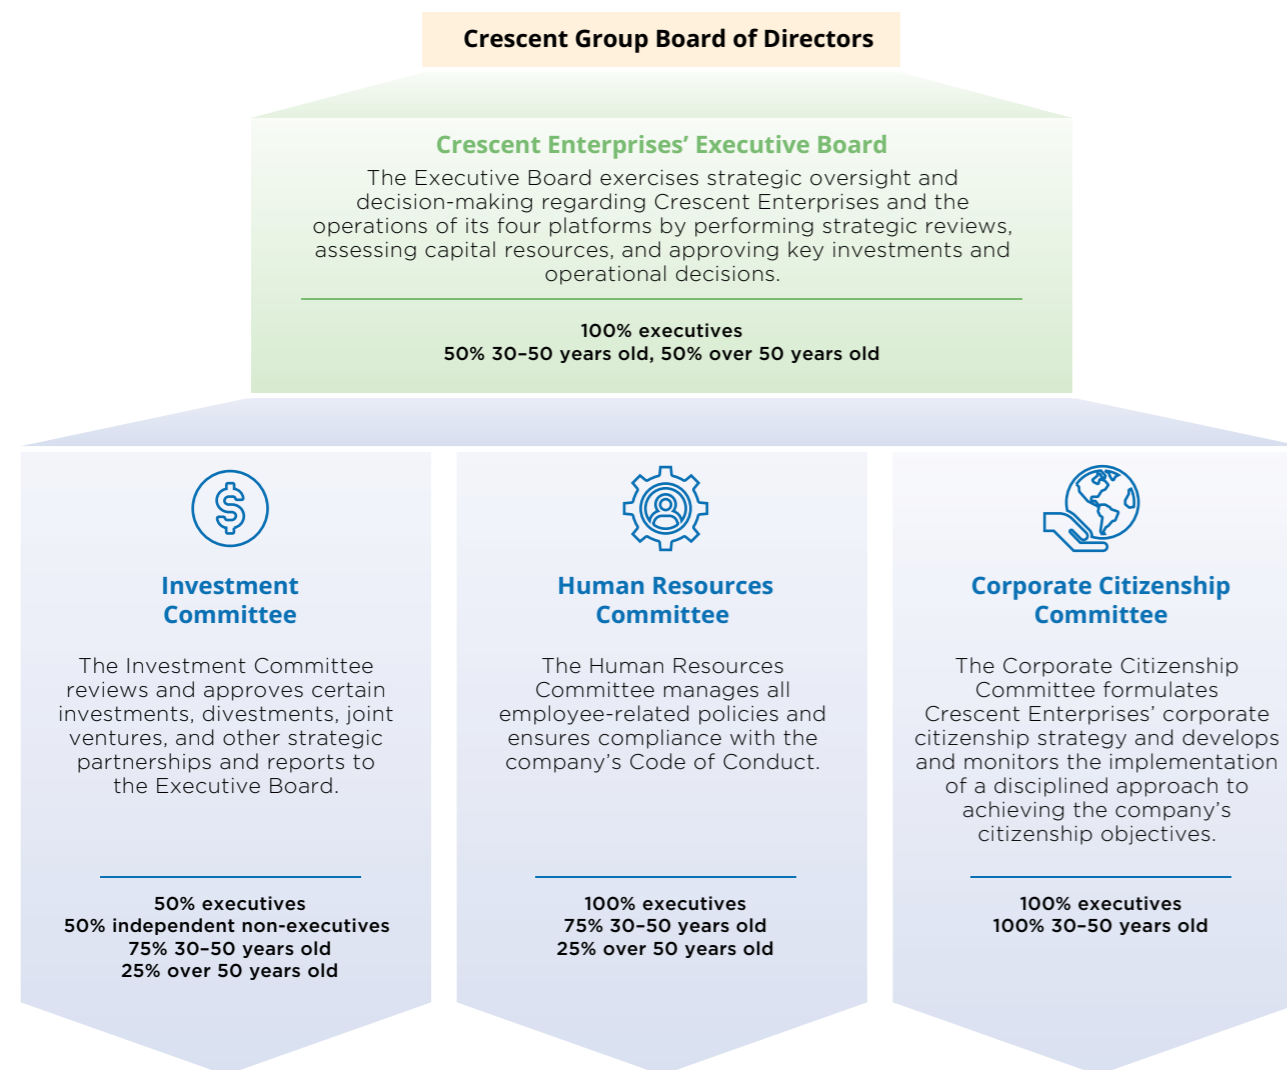 Crescent Group Board of Directors
Crescent Enterprises’ Executive Board
The Executive Board exercises strategic oversight and
decision-making regarding Crescent Enterprises and the
operations of its four platforms by performing strategic reviews,
assessing capital resources, and approving key investments and
operational decisions.
100% executives
50% 30–50 years old, 50% over 50 years old
Investment
Committee
The Investment Committee
reviews and approves certain
investments, divestments, joint
ventures, and other strategic
partnerships and reports to
the Executive Board.
50% executives
50% independent non-executives
75% 30–50 years old
25% over 50 years old
Human Resources
Committee
The Human Resources
Committee manages all
employee-related policies and
ensures compliance with the
company’s Code of Conduct.
100% executives
75% 30–50 years old
25% over 50 years old
Corporate Citizenship
Committee
The Corporate Citizenship
Committee formulates
Crescent Enterprises’ corporate
citizenship strategy and develops
and monitors the implementation
of a disciplined approach to
achieving the company’s
citizenship objectives.
100% executives
100% 30–50 years old